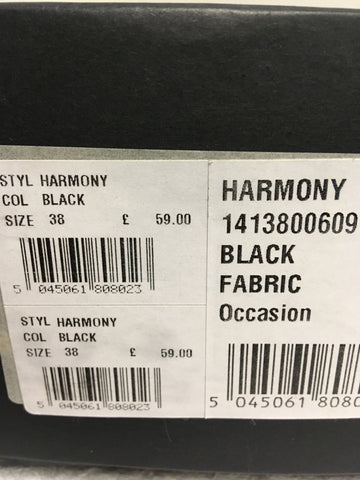 STYL HARMONY
COL BLACK
SIZE 38 £ 59.00
5 045061 808023
STYL HARMONY
COL BLACK
SIZE 38 £ 59.00
5 045061 808023
HARMONY
1413800609
BLACK
FABRIC
Occasion
5 045061 8080